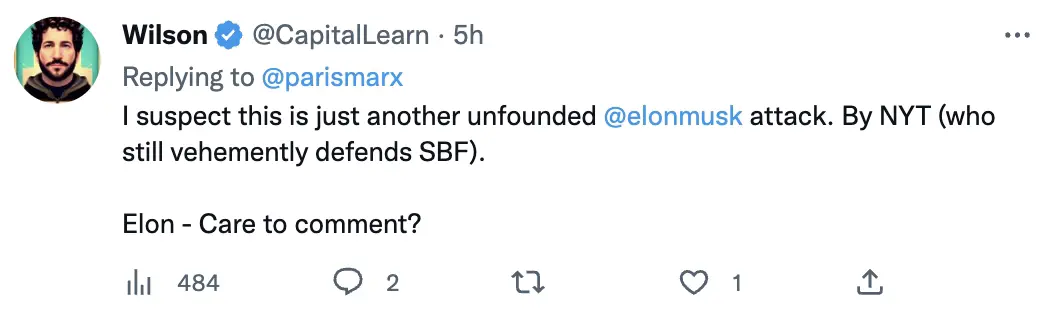 Wilson @CapitalLearn · 5h
Replying to @parismarx
I suspect this is just another unfounded @elonmusk attack. By NYT (who
still vehemently defends SBF).
Elon - Care to comment?
484 2 1